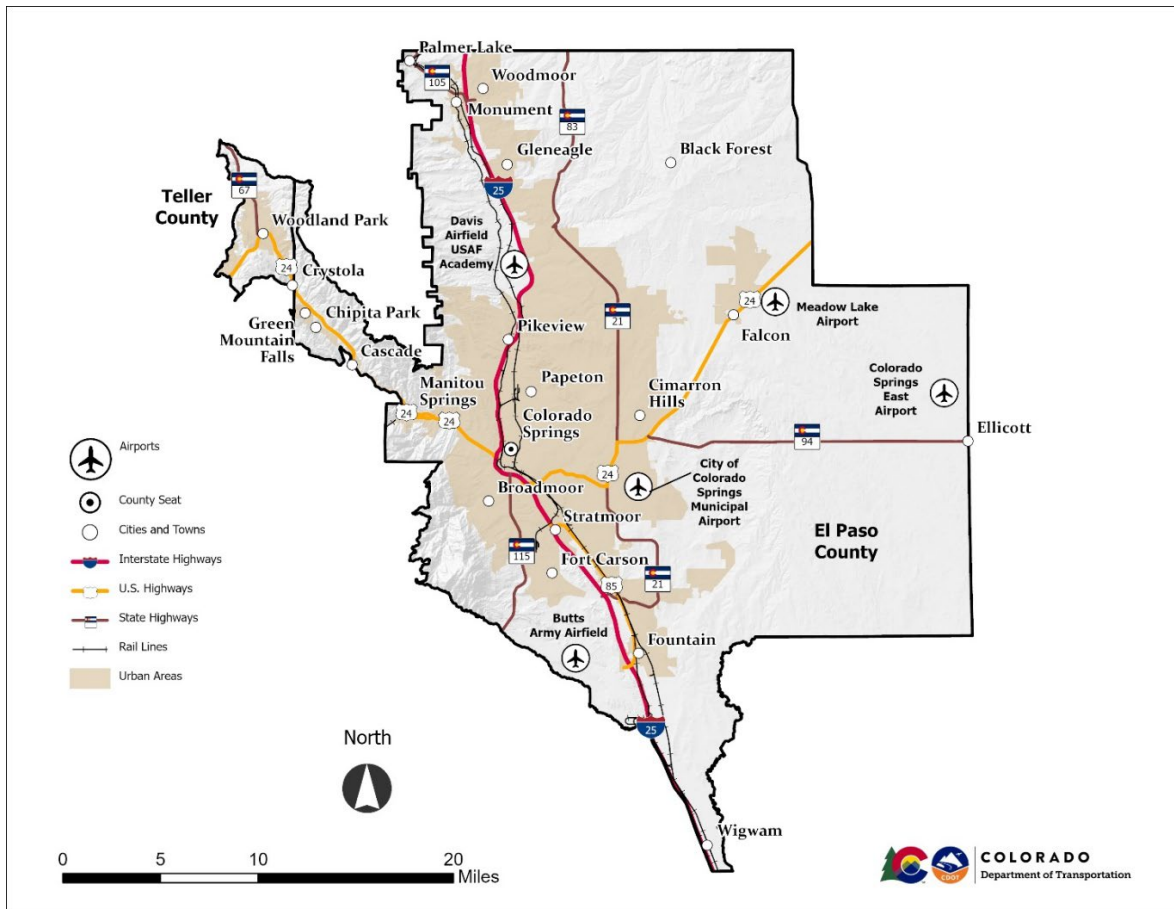 Palmer Lake
105
Woodmoor
Monument
83
Gleneagle
Black Forest
25
67
Teller
County
Woodland Park
Davis
Airfield
USAF
Academy
24
Crystola
Chipita Park
Green
Mountain
Falls
Cascade
Pikeview
21
24
Meadow Lake
Airport
Falcon
Manitou
Springs
Papeton
Cimarron
Hills
Colorado
Springs
East
Airport
24
24
Colorado
Springs
94
Ellicott
Broadmoor
24
City of
Colorado
Springs
Municipal
Airport
Stratmoor
115
Fort Carson
85
21
El Paso
County
Butts
Army Airfield
Fountain
25
Wigwam
Airports
County Seat
Cities and Towns
Interstate Highways
U.S. Highways
State Highways
Rail Lines
Urban Areas
North
0 5 10 20
Miles
CDOT
COLORADO
Department of Transportation